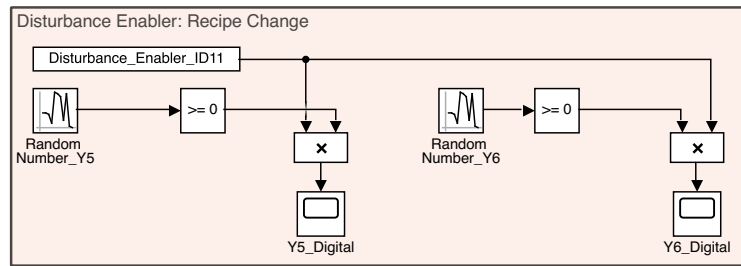 Disturbance Enabler: Recipe Change
Disturbance_Enabler_ID11
>= 0
>= 0
Random
Number_Y5
Random
Number_Y6
×
×
Y5_Digital
Y6_Digital